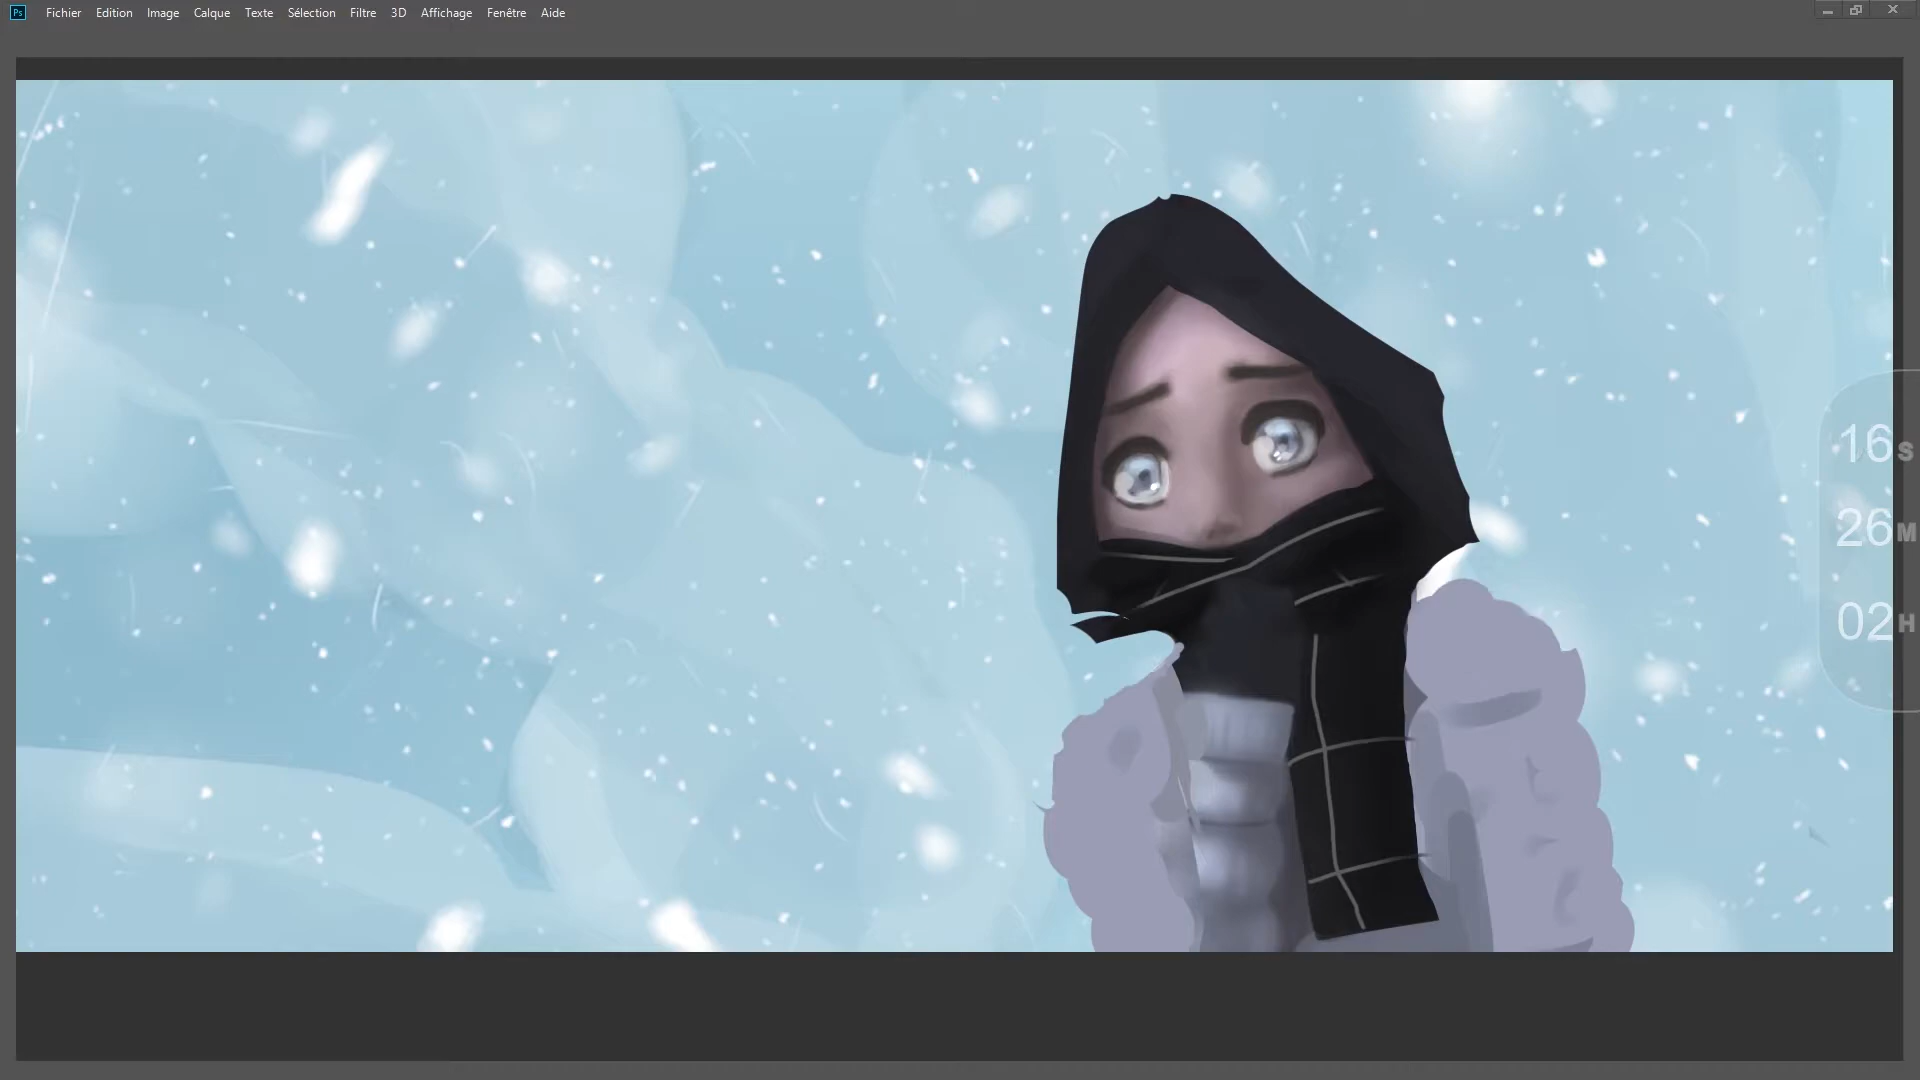 Ps Fichier Edition Image Calque Texte Sélection Filtre 3D Affichage Fenêtre Aide
16S
26M
02H